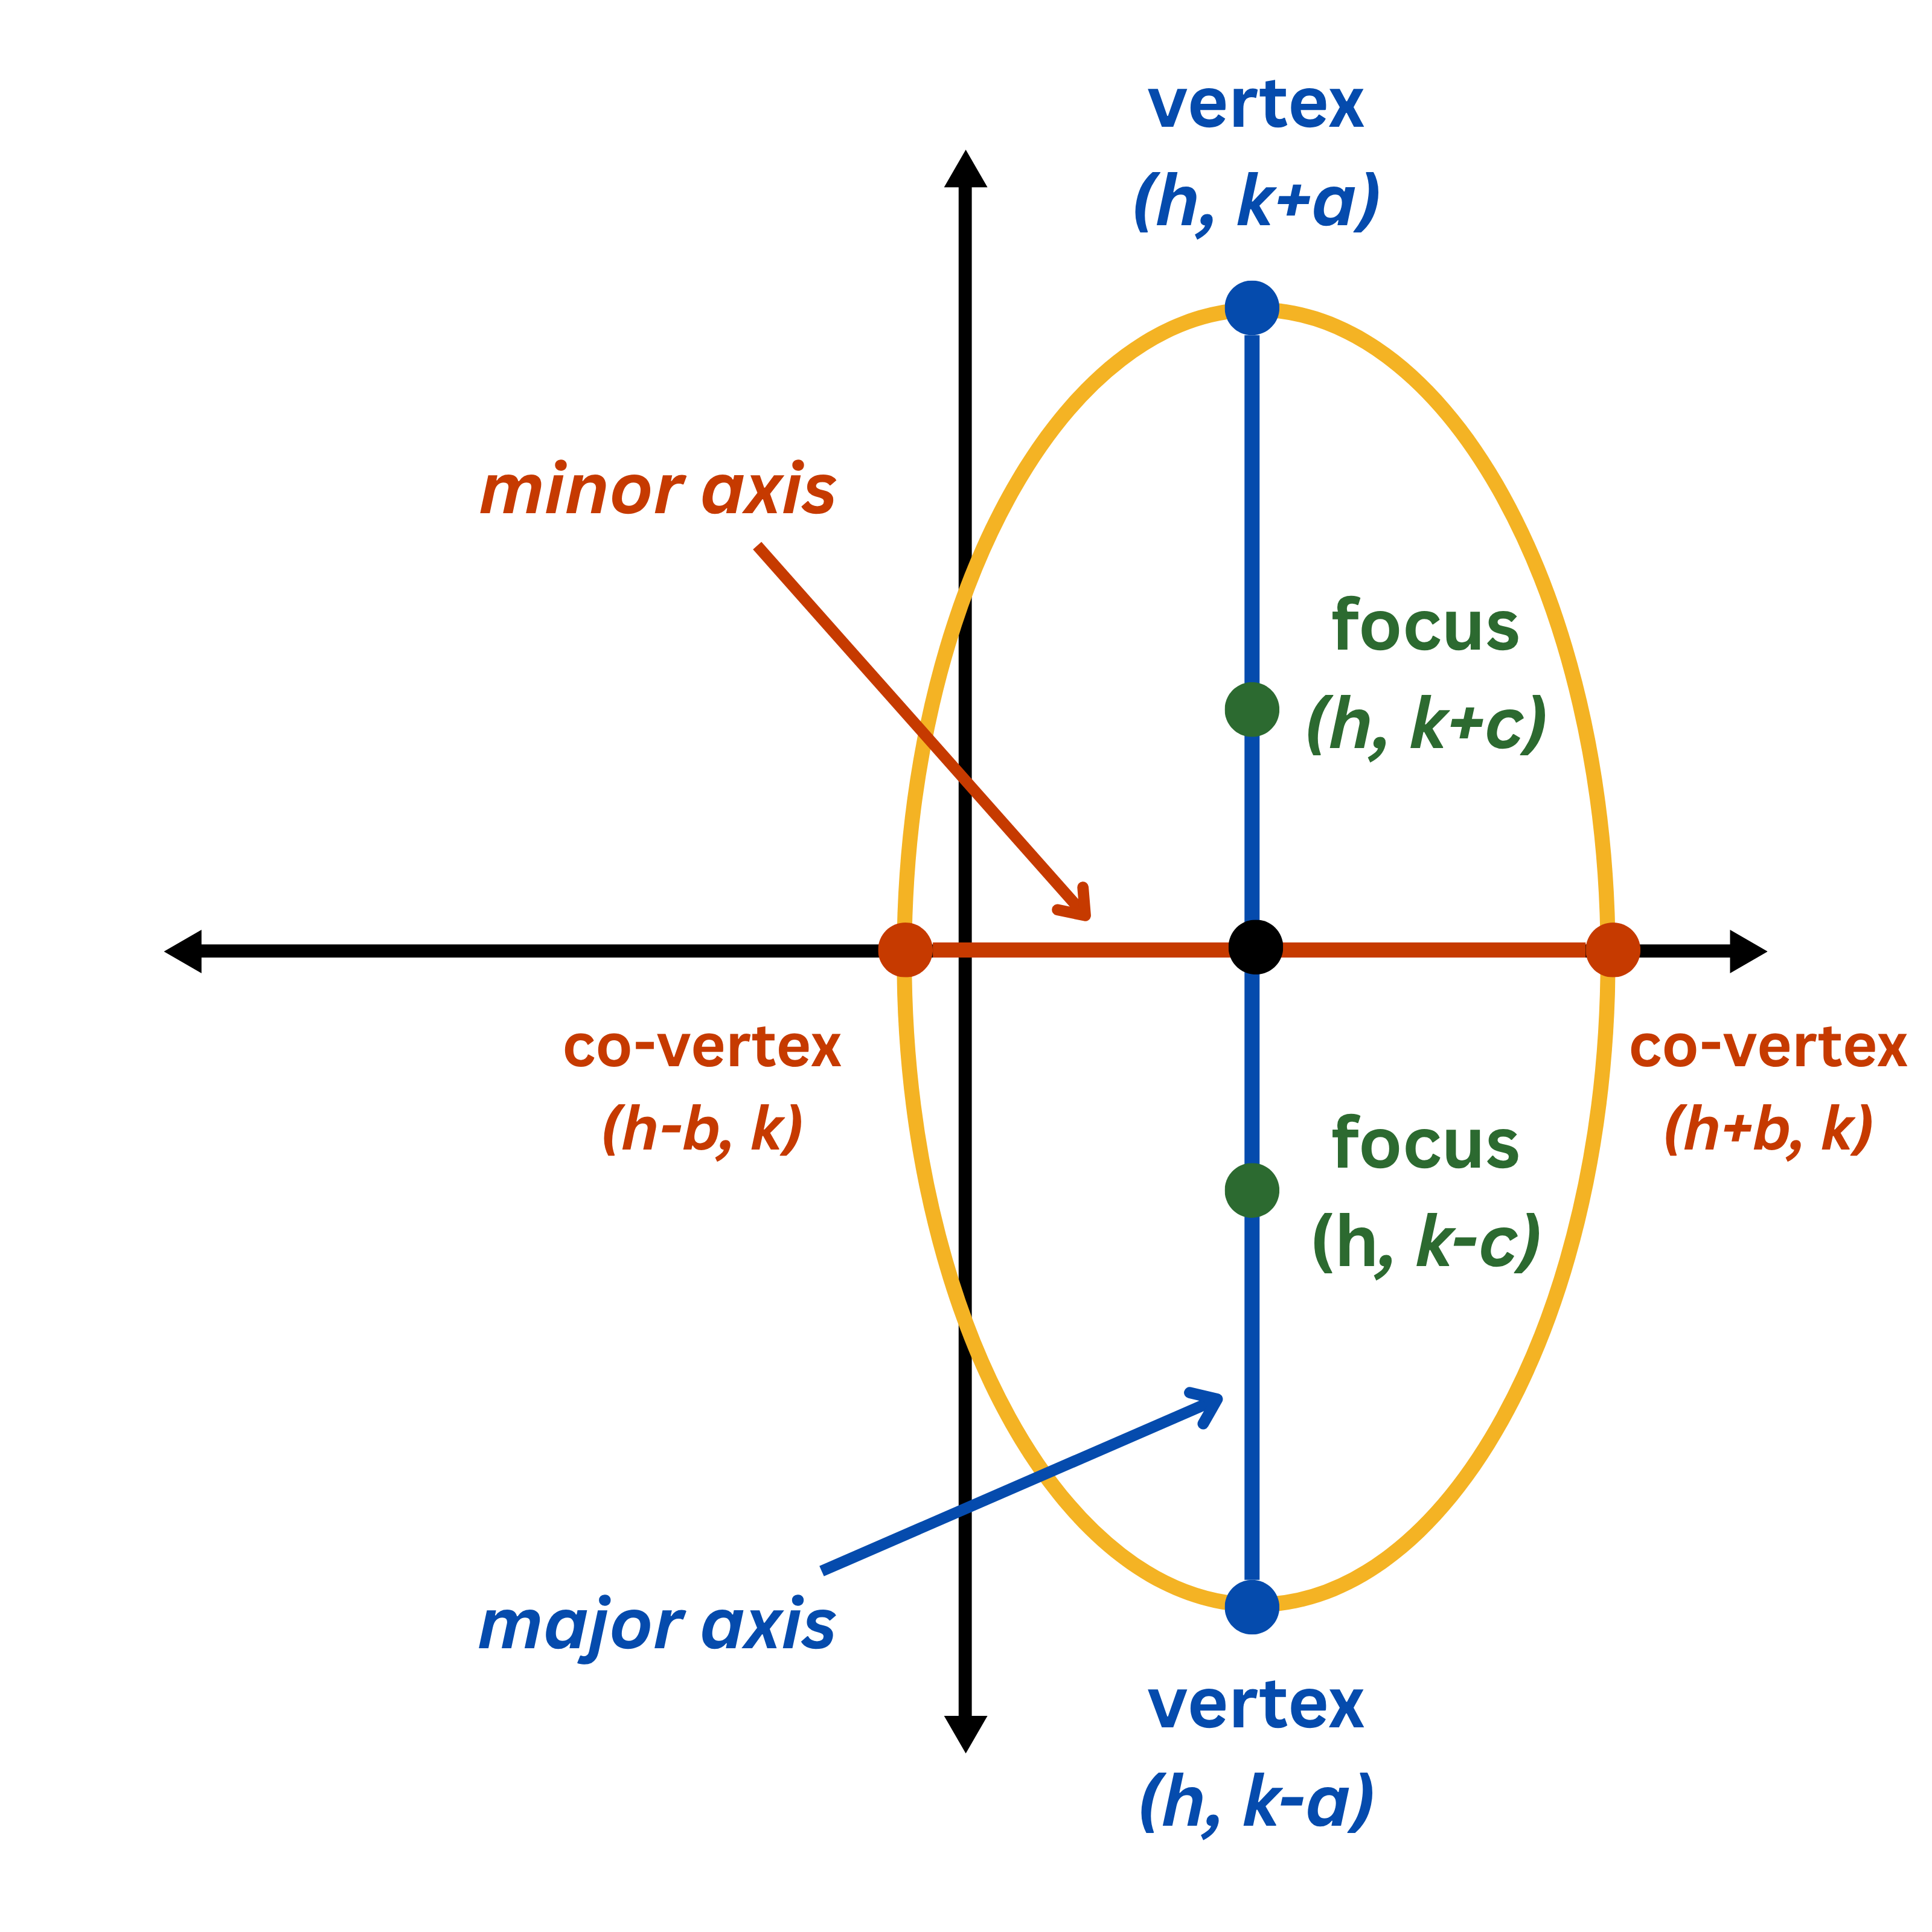 vertex
(h, k+a)
minor axis
focus
(h, k+c)
co-vertex
(h-b, k)
co-vertex
(h+b, k)
focus
(h, k-c)
major axis
vertex
(h, k-a)